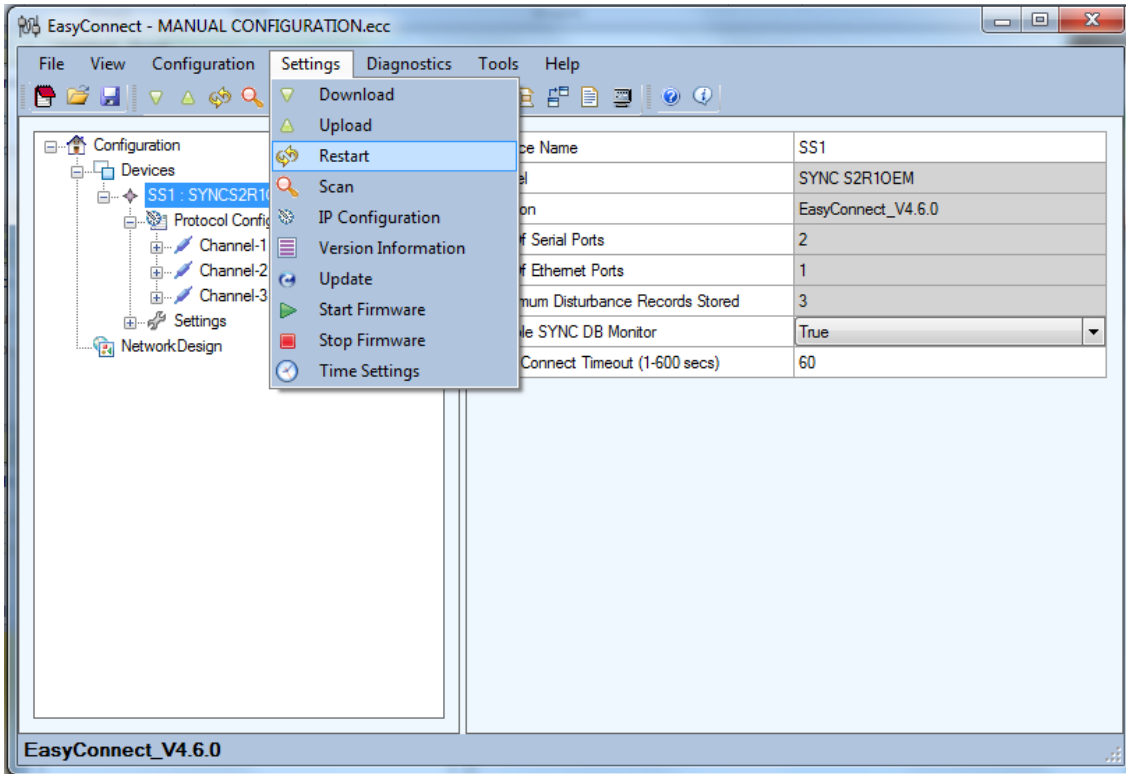 EasyConnect - MANUAL CONFIGURATION.ecc
File View Configuration Settings Diagnostics Tools Help
Download
Upload
Restart
Scan
IP Configuration
Version Information
Update
Start Firmware
Stop Firmware
Time Settings
Configuration
Devices
SS1 : SYNCS2R1
Protocol Config
Channel-1
Channel-2
Channel-3
Settings
NetworkDesign
ce Name SS1
el SYNC S2R1OEM
on EasyConnect_V4.6.0
f Serial Ports 2
f Ethernet Ports 1
mum Disturbance Records Stored 3
le SYNC DB Monitor True
Connect Timeout (1-600 secs) 60
EasyConnect_V4.6.0